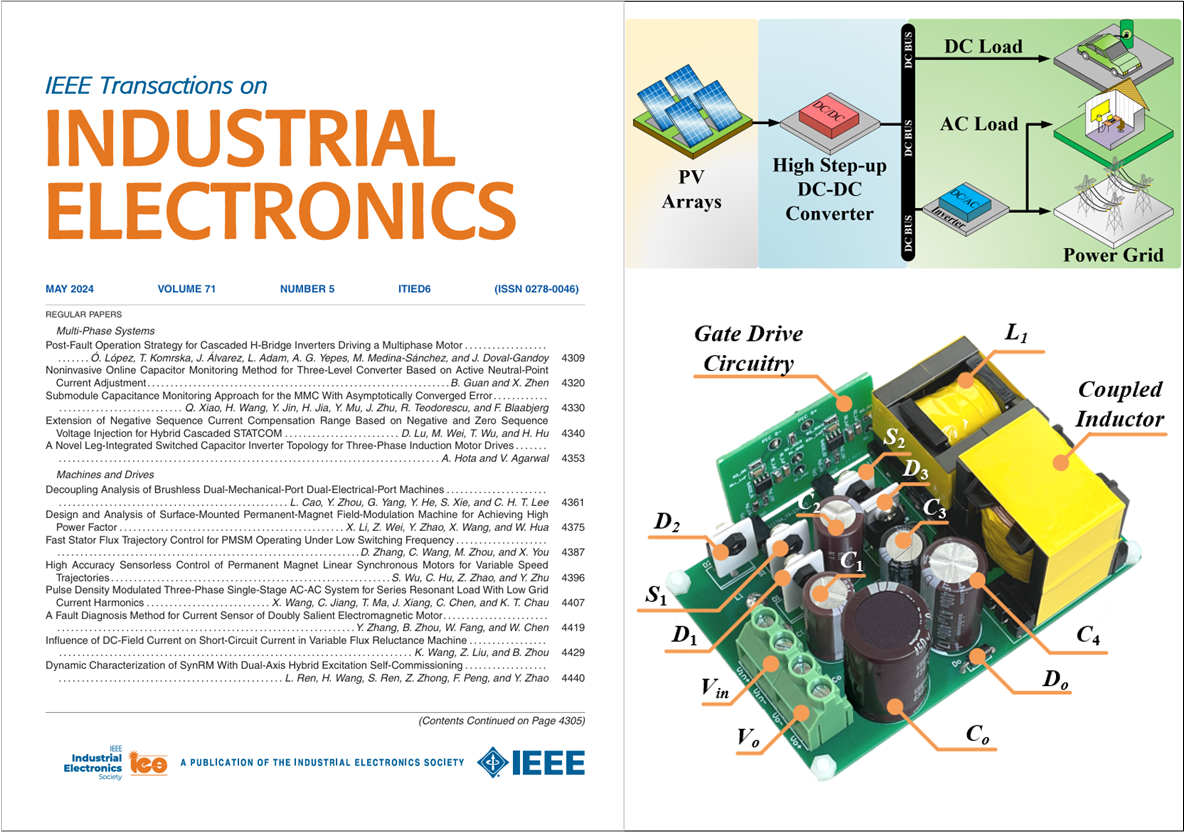 IEEE Transactions on
INDUSTRIAL
ELECTRONICS
MAY 2024 VOLUME 71 NUMBER 5 ITIED6 (ISSN 0278-0046)
REGULAR PAPERS
Multi-Phase Systems
Post-Fault Operation Strategy for Cascaded H-Bridge Inverters Driving a Multiphase Motor . . . . . . . . . . . . . . . . .
. . . . . . . Ó. López, T. Komrska, J. Álvarez, L. Adam, A. G. Yepes, M. Medina-Sánchez, and J. Doval-Gandoy 4309
Noninvasive Online Capacitor Monitoring Method for Three-Level Converter Based on Active Neutral-Point
Current Adjustment . . . . . . . . . . . . . . . . . . . . B. Guan and X. Zhen 4320
Submodule Capacitance Monitoring Approach for the MMC With Asymptotically Converged Error . . . . . . . . . .
. . . . . . . . . . Q. Xiao, H. Wang, Y. Jin, H. Jia, Y. Mu, J. Zhu, R. Teodorescu, and F. Blaabjerg 4330
Extension of Negative Sequence Current Compensation Range Based on Negative and Zero Sequence
Voltage Injection for Hybrid Cascaded STATCOM . . . . . . . . . . D. Lu, M. Wei, T. Wu, and H. Hu 4340
A Novel Leg-Integrated Switched Capacitor Inverter Topology for Three-Phase Induction Motor Drives . . . . . . .
. . . . . . . . . . A. Hota and V. Agarwal 4353
Machines and Drives
Decoupling Analysis of Brushless Dual-Mechanical-Port Dual-Electrical-Port Machines . . . . . . . . . .
. . . . . . . . . . L. Cao, Y. Zhou, G. Yang, Y. He, S. Xie, and C. H. T. Lee 4361
Design and Analysis of Surface-Mounted Permanent-Magnet Field-Modulation Machine for Achieving High
Power Factor . . . . . . . . . . X. Li, Z. Wei, Y. Zhao, X. Wang, and W. Hua 4375
Fast Stator Flux Trajectory Control for PMSM Operating Under Low Switching Frequency . . . . . . . . . .
. . . . . . . . . . D. Zhang, C. Wang, M. Zhou, and X. You 4387
High Accuracy Sensorless Control of Permanent Magnet Linear Synchronous Motors for Variable Speed
Trajectories . . . . . . . . . . S. Wu, C. Hu, Z. Zhao, and Y. Zhu 4396
Pulse Density Modulated Three-Phase Single-Stage AC-AC System for Series Resonant Load With Low Grid
Current Harmonics . . . . . . . . . . X. Wang, C. Jiang, T. Ma, J. Xiang, C. Chen, and K. T. Chau 4407
A Fault Diagnosis Method for Current Sensor of Doubly Salient Electromagnetic Motor . . . . . . . . . .
. . . . . . . . . . Y. Zhang, B. Zhou, W. Fang, and W. Chen 4419
Influence of DC-Field Current on Short-Circuit Current in Variable Flux Reluctance Machine . . . . . . . . . .
. . . . . . . . . . K. Wang, Z. Liu, and B. Zhou 4429
Dynamic Characterization of SynRM With Dual-Axis Hybrid Excitation Self-Commissioning . . . . . . . . . .
. . . . . . . . . . L. Ren, H. Wang, S. Ren, Z. Zhong, F. Peng, and Y. Zhao 4440
(Contents Continued on Page 4305)
IEEE
Industrial
Electronics
Society
ies
A PUBLICATION OF THE INDUSTRIAL ELECTRONICS SOCIETY
IEEE
PV
Arrays
DC/DC
High Step-up
DC-DC
Converter
DC BUS
DC BUS
DC BUS
DC Load
AC Load
DC/AC
Inverter
Power Grid
Gate Drive
Circuitry
L1
Coupled
Inductor
S2
D3
C2
C3
D2
C1
S1
D1
C4
Vin
Do
Vo
Co
Vin+
Vin-
Vo-
Vo+